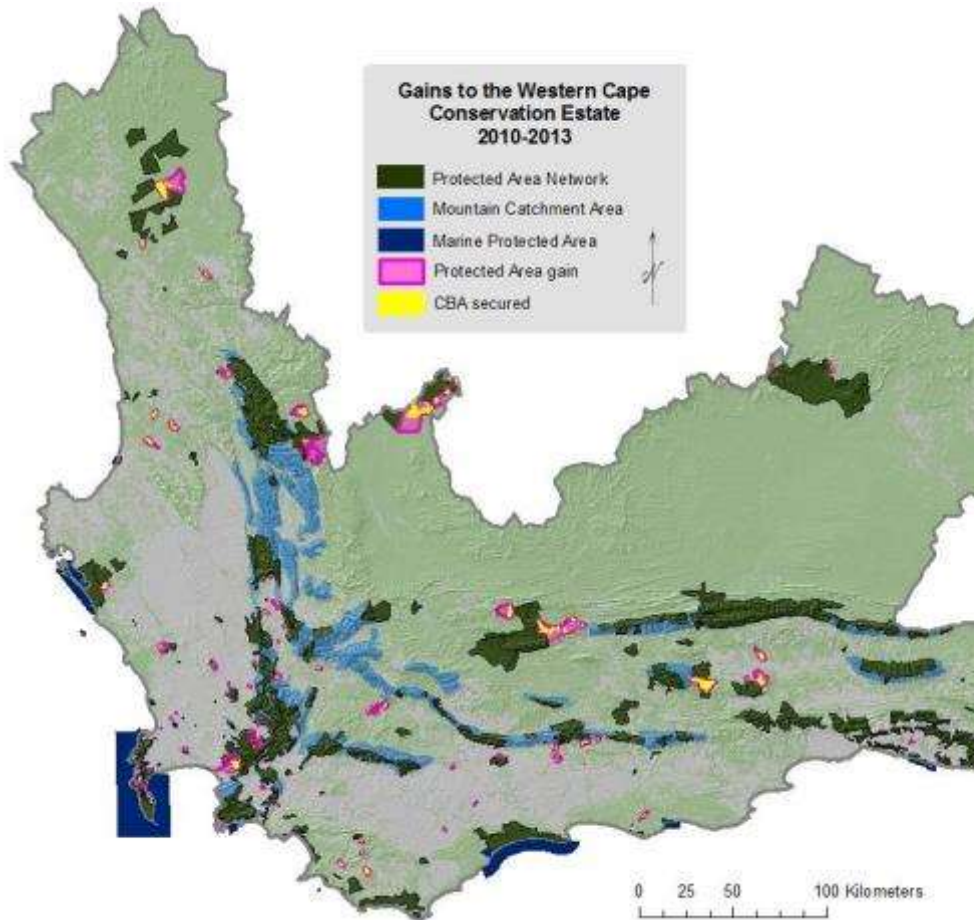 Gains to the Western Cape
Conservation Estate
2010-2013
Protected Area Network
Mountain Catchment Area
Marine Protected Area
Protected Area gain
CBA secured
N
0 25 50 100 Kilometers